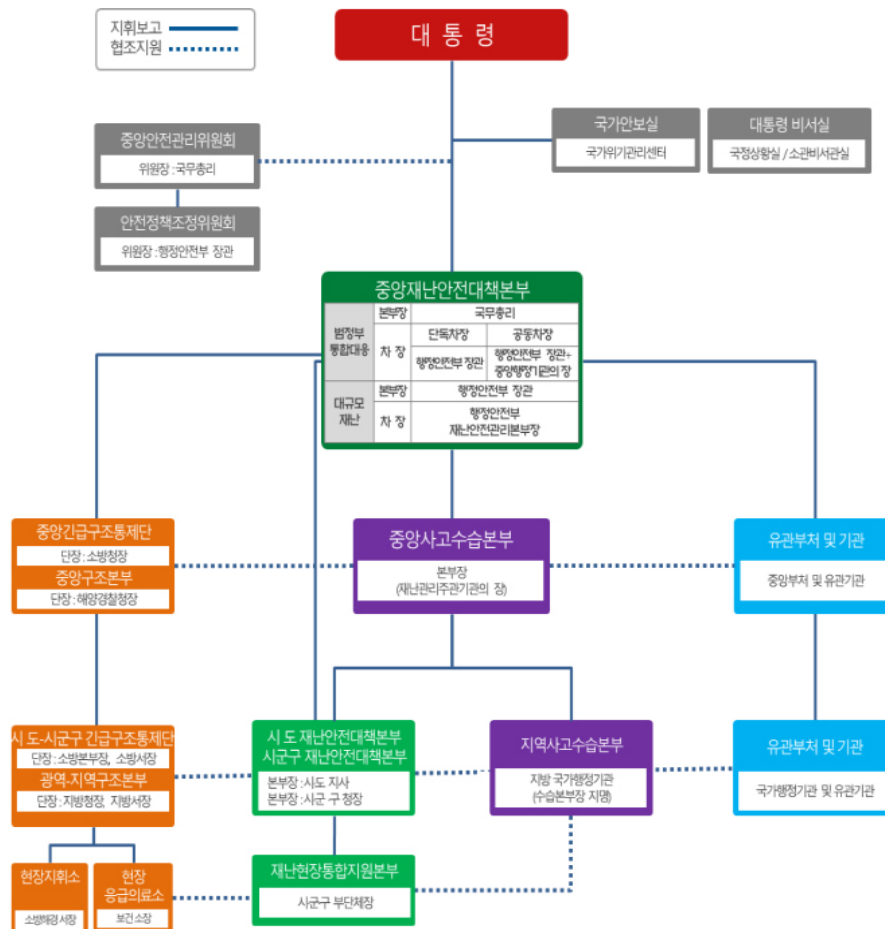 지휘보고
협조지원
대 통 령
중앙안전관리위원회
위원장 : 국무총리
국가안보실
국가위기관리센터
대통령 비서실
국정상황실 / 소관비서관실
안전정책조정위원회
위원장 : 행정안전부 장관
중앙재난안전대책본부
범정부
통합대응
본부장
국무총리
차 장
단독차장
공동차장
행정안전부 장관
행정안전부 장관+
중앙행정기관의 장
대규모
재난
본부장
행정안전부 장관
차 장
행정안전부
재난안전관리본부장
중앙긴급구조통제단
단장 : 소방청장
중앙구조본부
단장 : 해양경찰청장
중앙사고수습본부
본부장
(재난관리주관기관의 장)
유관부처 및 기관
중앙부처 및 유관기관
시 도-시군구 긴급구조통제단
단장 : 소방본부장, 소방서장
광역-지역구조본부
단장 : 지방청장, 지방서장
시 도 재난안전대책본부
시군구 재난안전대책본부
본부장 : 시도 지사
본부장 : 시군 구 청장
지역사고수습본부
지방 국가행정기관
(수습본부장 지명)
유관부처 및 기관
국가행정기관 및 유관기관
현장지휘소
소방해경 서장
현장
응급의료소
보건 소장
재난현장통합지원본부
시군구 부단체장